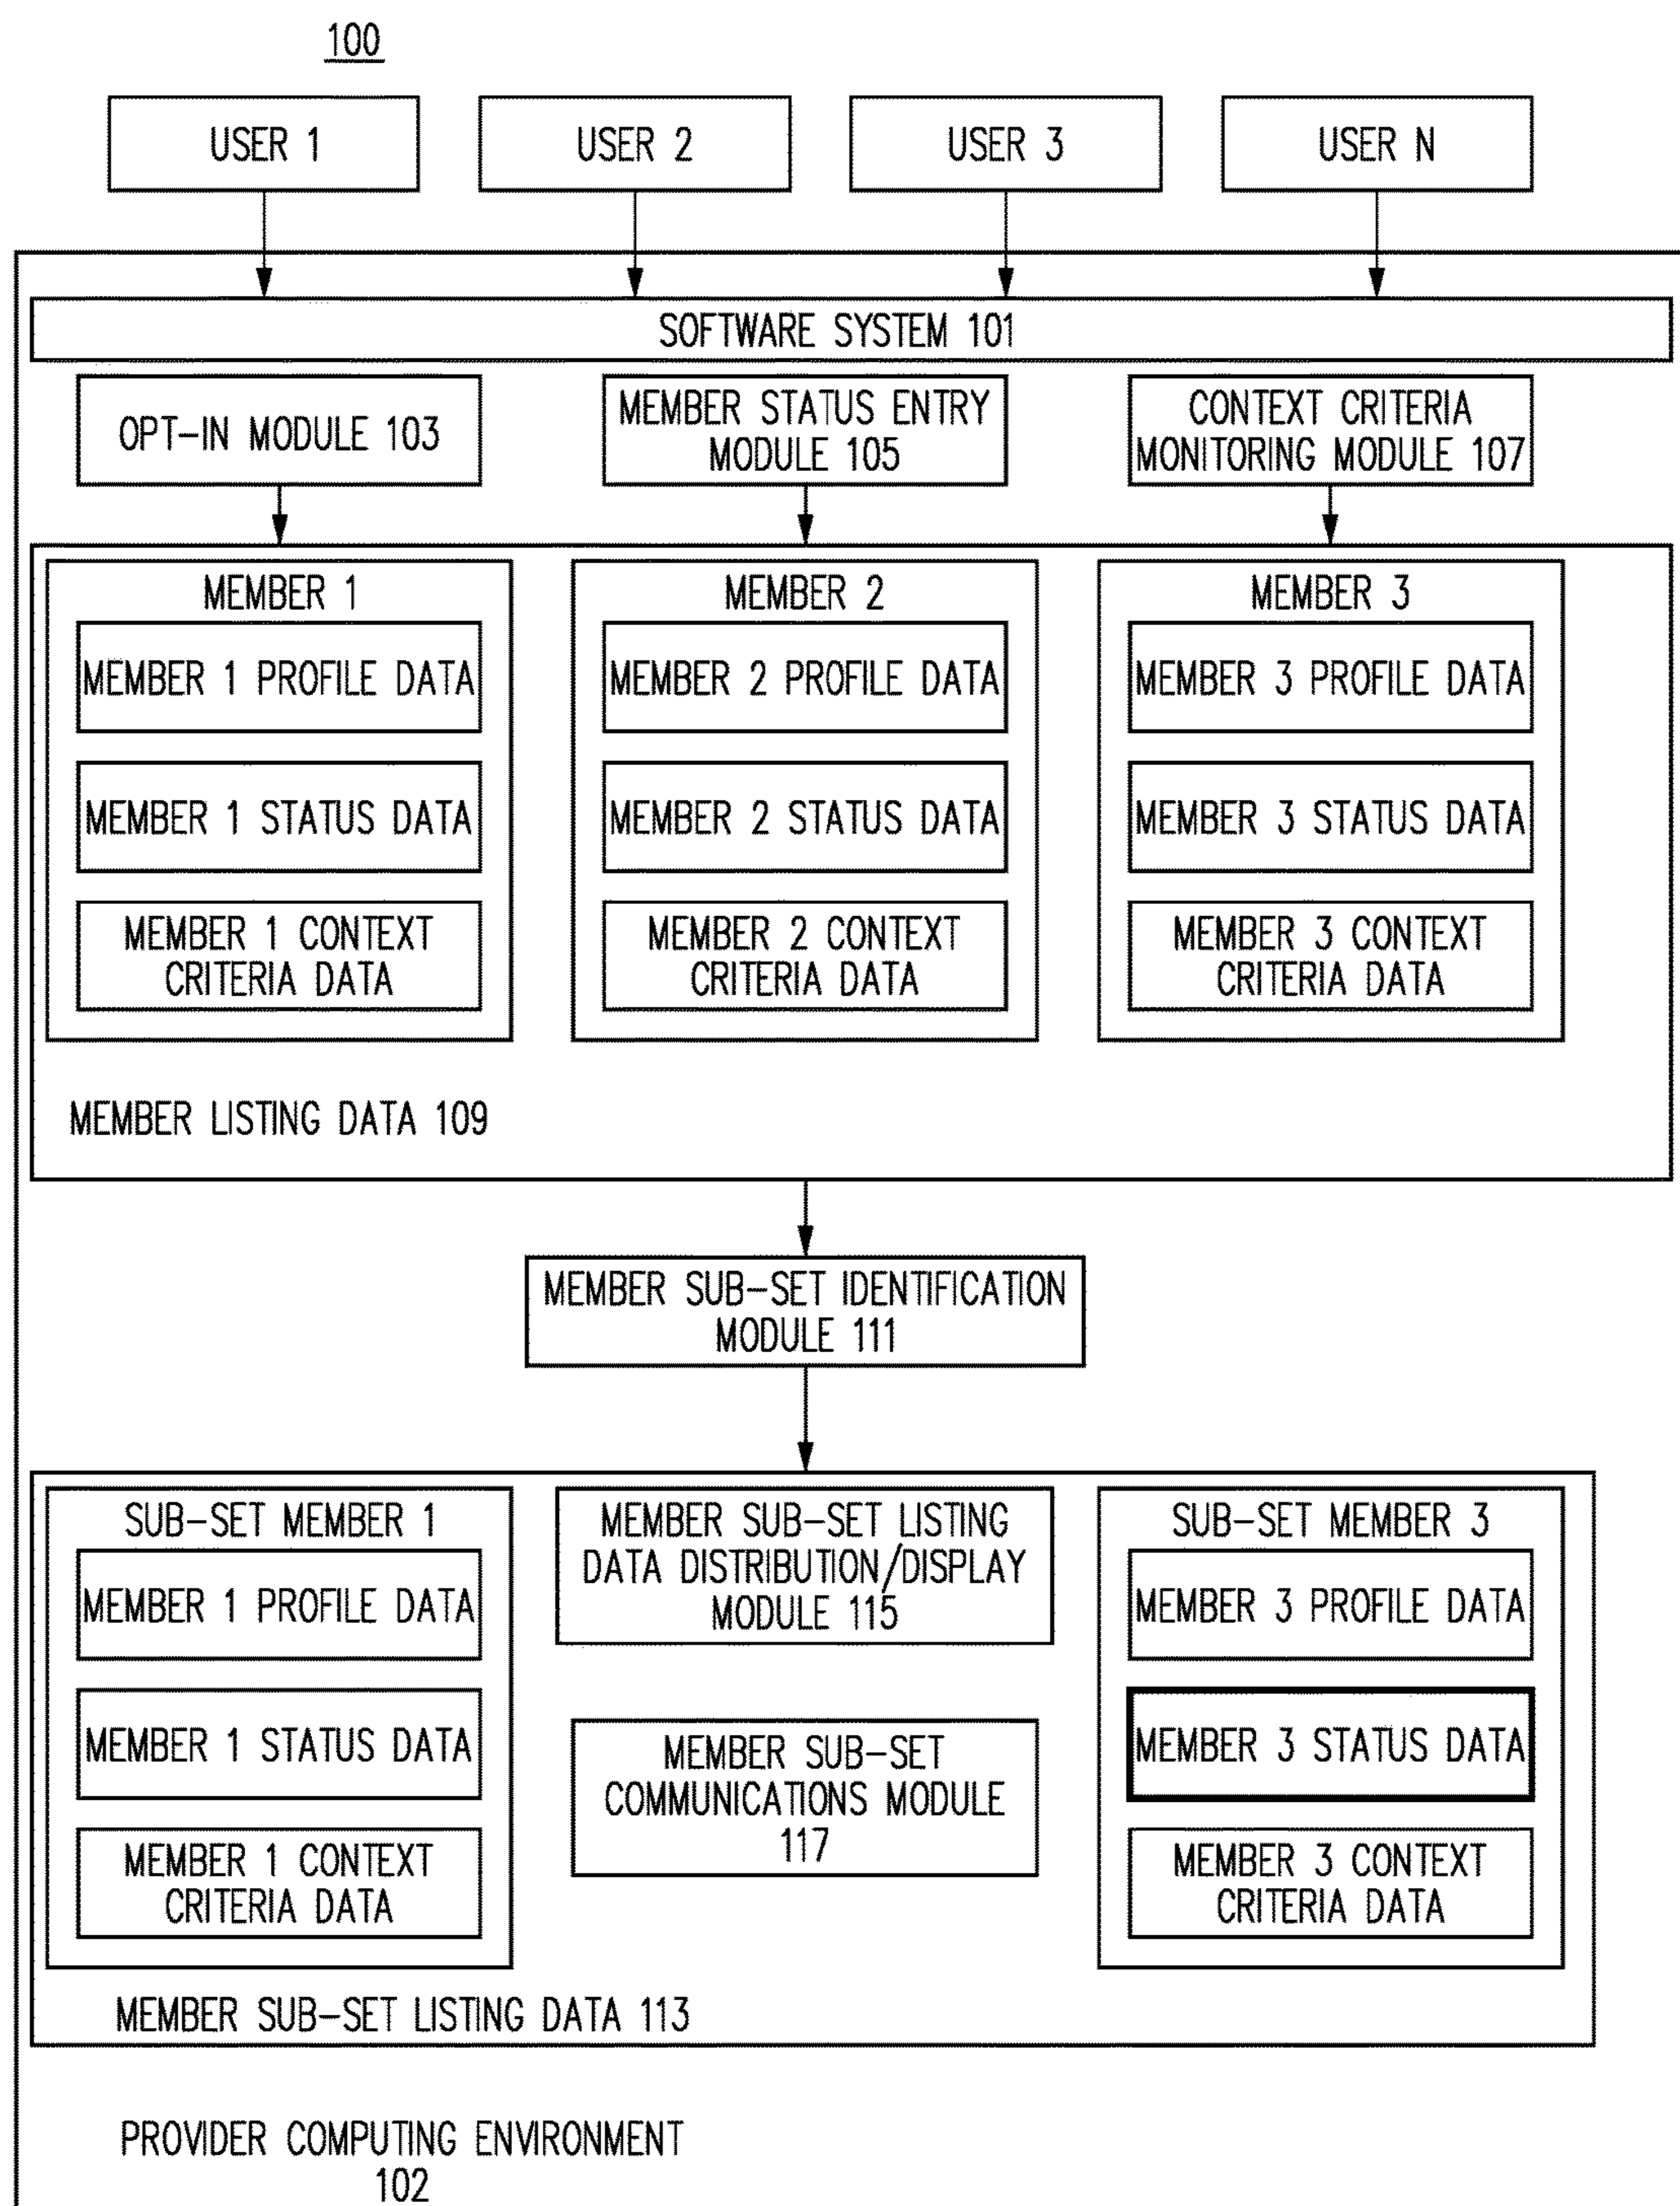 100
USER 1
USER 2
USER 3
USER N
SOFTWARE SYSTEM 101
OPT-IN MODULE 103
MEMBER STATUS ENTRY
MODULE 105
CONTEXT CRITERIA
MONITORING MODULE 107
MEMBER 1
MEMBER 1 PROFILE DATA
MEMBER 1 STATUS DATA
MEMBER 1 CONTEXT
CRITERIA DATA
MEMBER 2
MEMBER 2 PROFILE DATA
MEMBER 2 STATUS DATA
MEMBER 2 CONTEXT
CRITERIA DATA
MEMBER 3
MEMBER 3 PROFILE DATA
MEMBER 3 STATUS DATA
MEMBER 3 CONTEXT
CRITERIA DATA
MEMBER LISTING DATA 109
MEMBER SUB-SET IDENTIFICATION
MODULE 111
SUB-SET MEMBER 1
MEMBER 1 PROFILE DATA
MEMBER 1 STATUS DATA
MEMBER 1 CONTEXT
CRITERIA DATA
MEMBER SUB-SET LISTING
DATA DISTRIBUTION/DISPLAY
MODULE 115
MEMBER SUB-SET
COMMUNICATIONS MODULE
117
SUB-SET MEMBER 3
MEMBER 3 PROFILE DATA
MEMBER 3 STATUS DATA
MEMBER 3 CONTEXT
CRITERIA DATA
MEMBER SUB-SET LISTING DATA 113
PROVIDER COMPUTING ENVIRONMENT
102